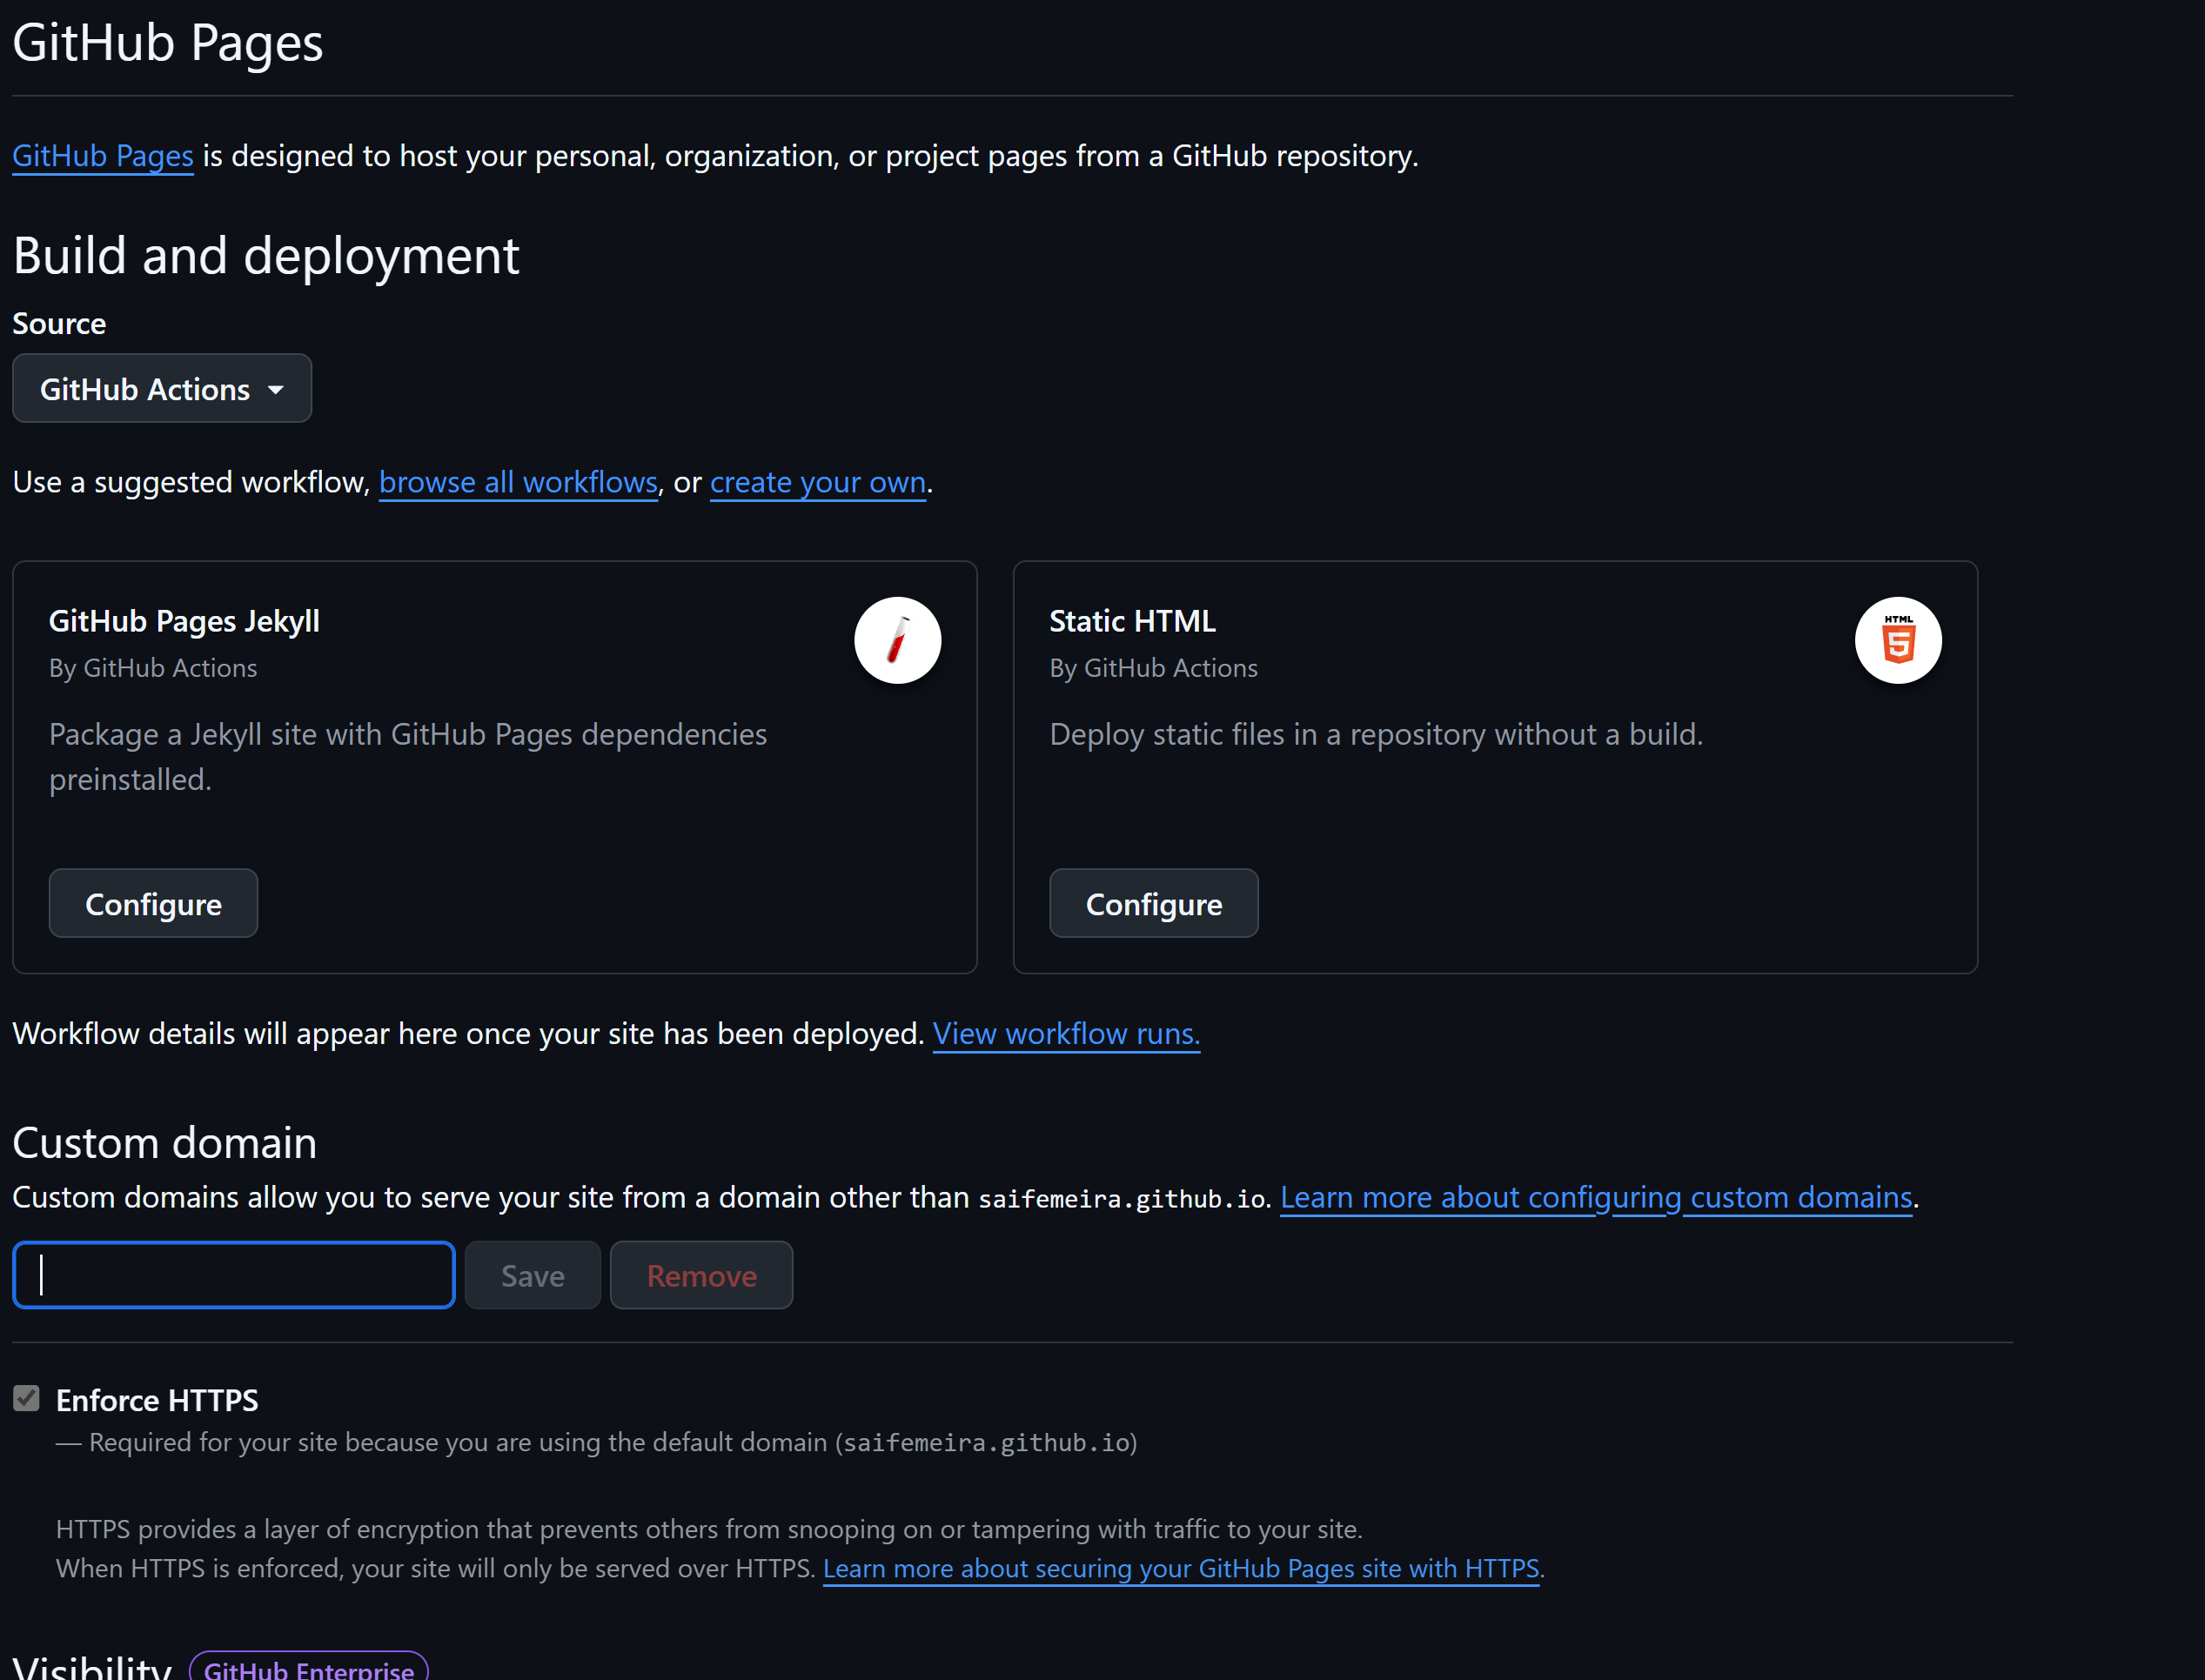 GitHub Pages
GitHub Pages is designed to host your personal, organization, or project pages from a GitHub repository.
Build and deployment
Source
GitHub Actions
Use a suggested workflow, browse all workflows, or create your own.
GitHub Pages Jekyll
By GitHub Actions
Package a Jekyll site with GitHub Pages dependencies
preinstalled.
Configure
Static HTML
By GitHub Actions
HTML
5
Deploy static files in a repository without a build.
Configure
Workflow details will appear here once your site has been deployed. View workflow runs.
Custom domain
Custom domains allow you to serve your site from a domain other than saifemeira.github.io. Learn more about configuring custom domains.
Save
Remove
Enforce HTTPS
— Required for your site because you are using the default domain (saifemeira.github.io)
HTTPS provides a layer of encryption that prevents others from snooping on or tampering with traffic to your site.
When HTTPS is enforced, your site will only be served over HTTPS. Learn more about securing your GitHub Pages site with HTTPS.
Visibility GitHub Enterprise